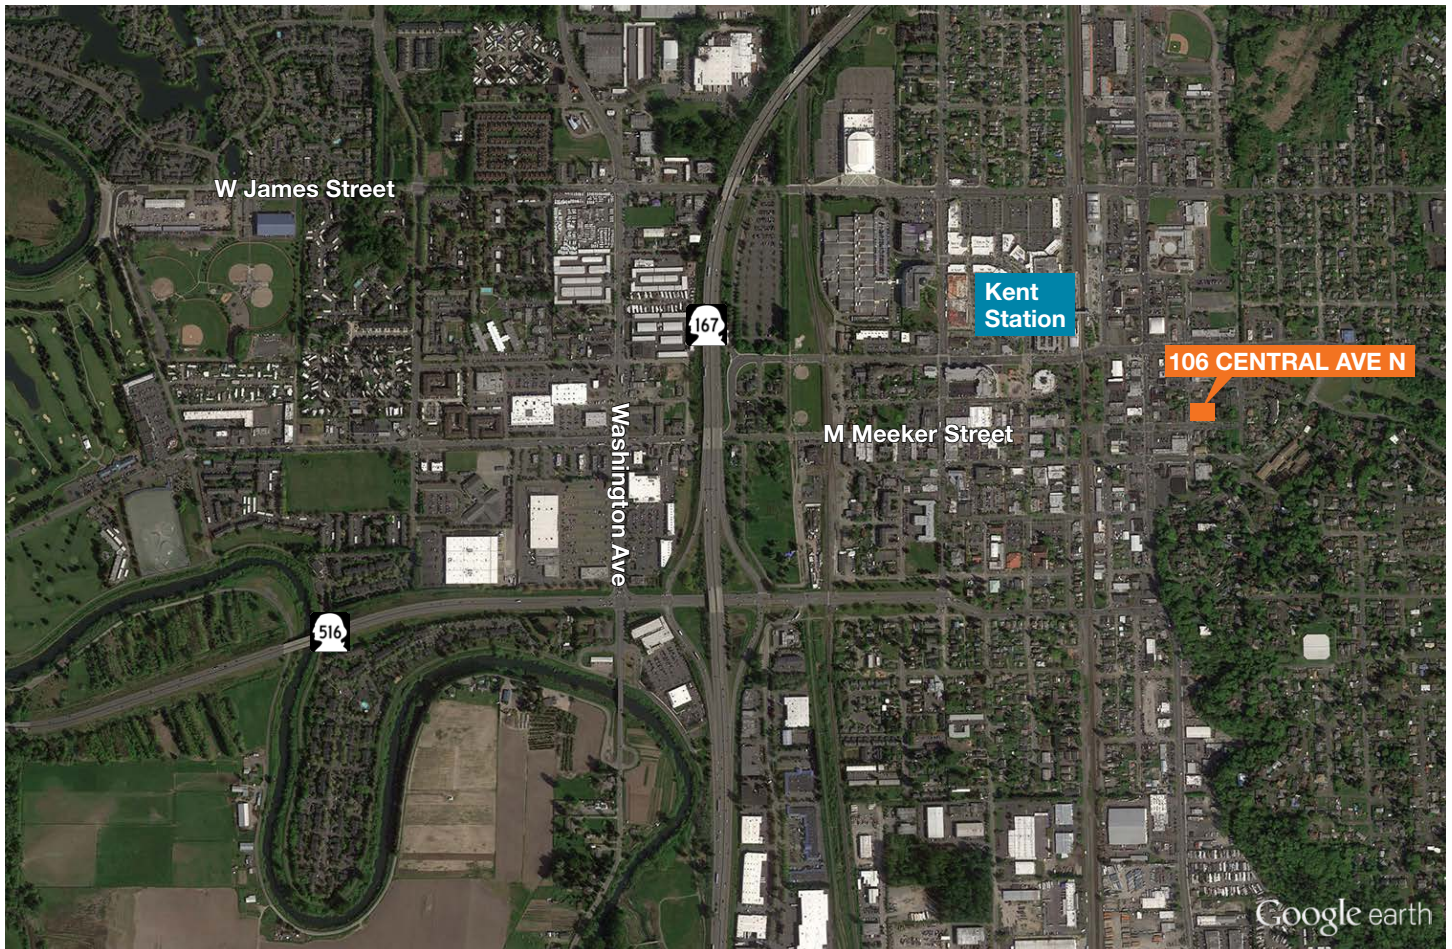 W James Street
Kent
Station
167
106 CENTRAL AVE N
Washington Ave
M Meeker Street
516
Google earth